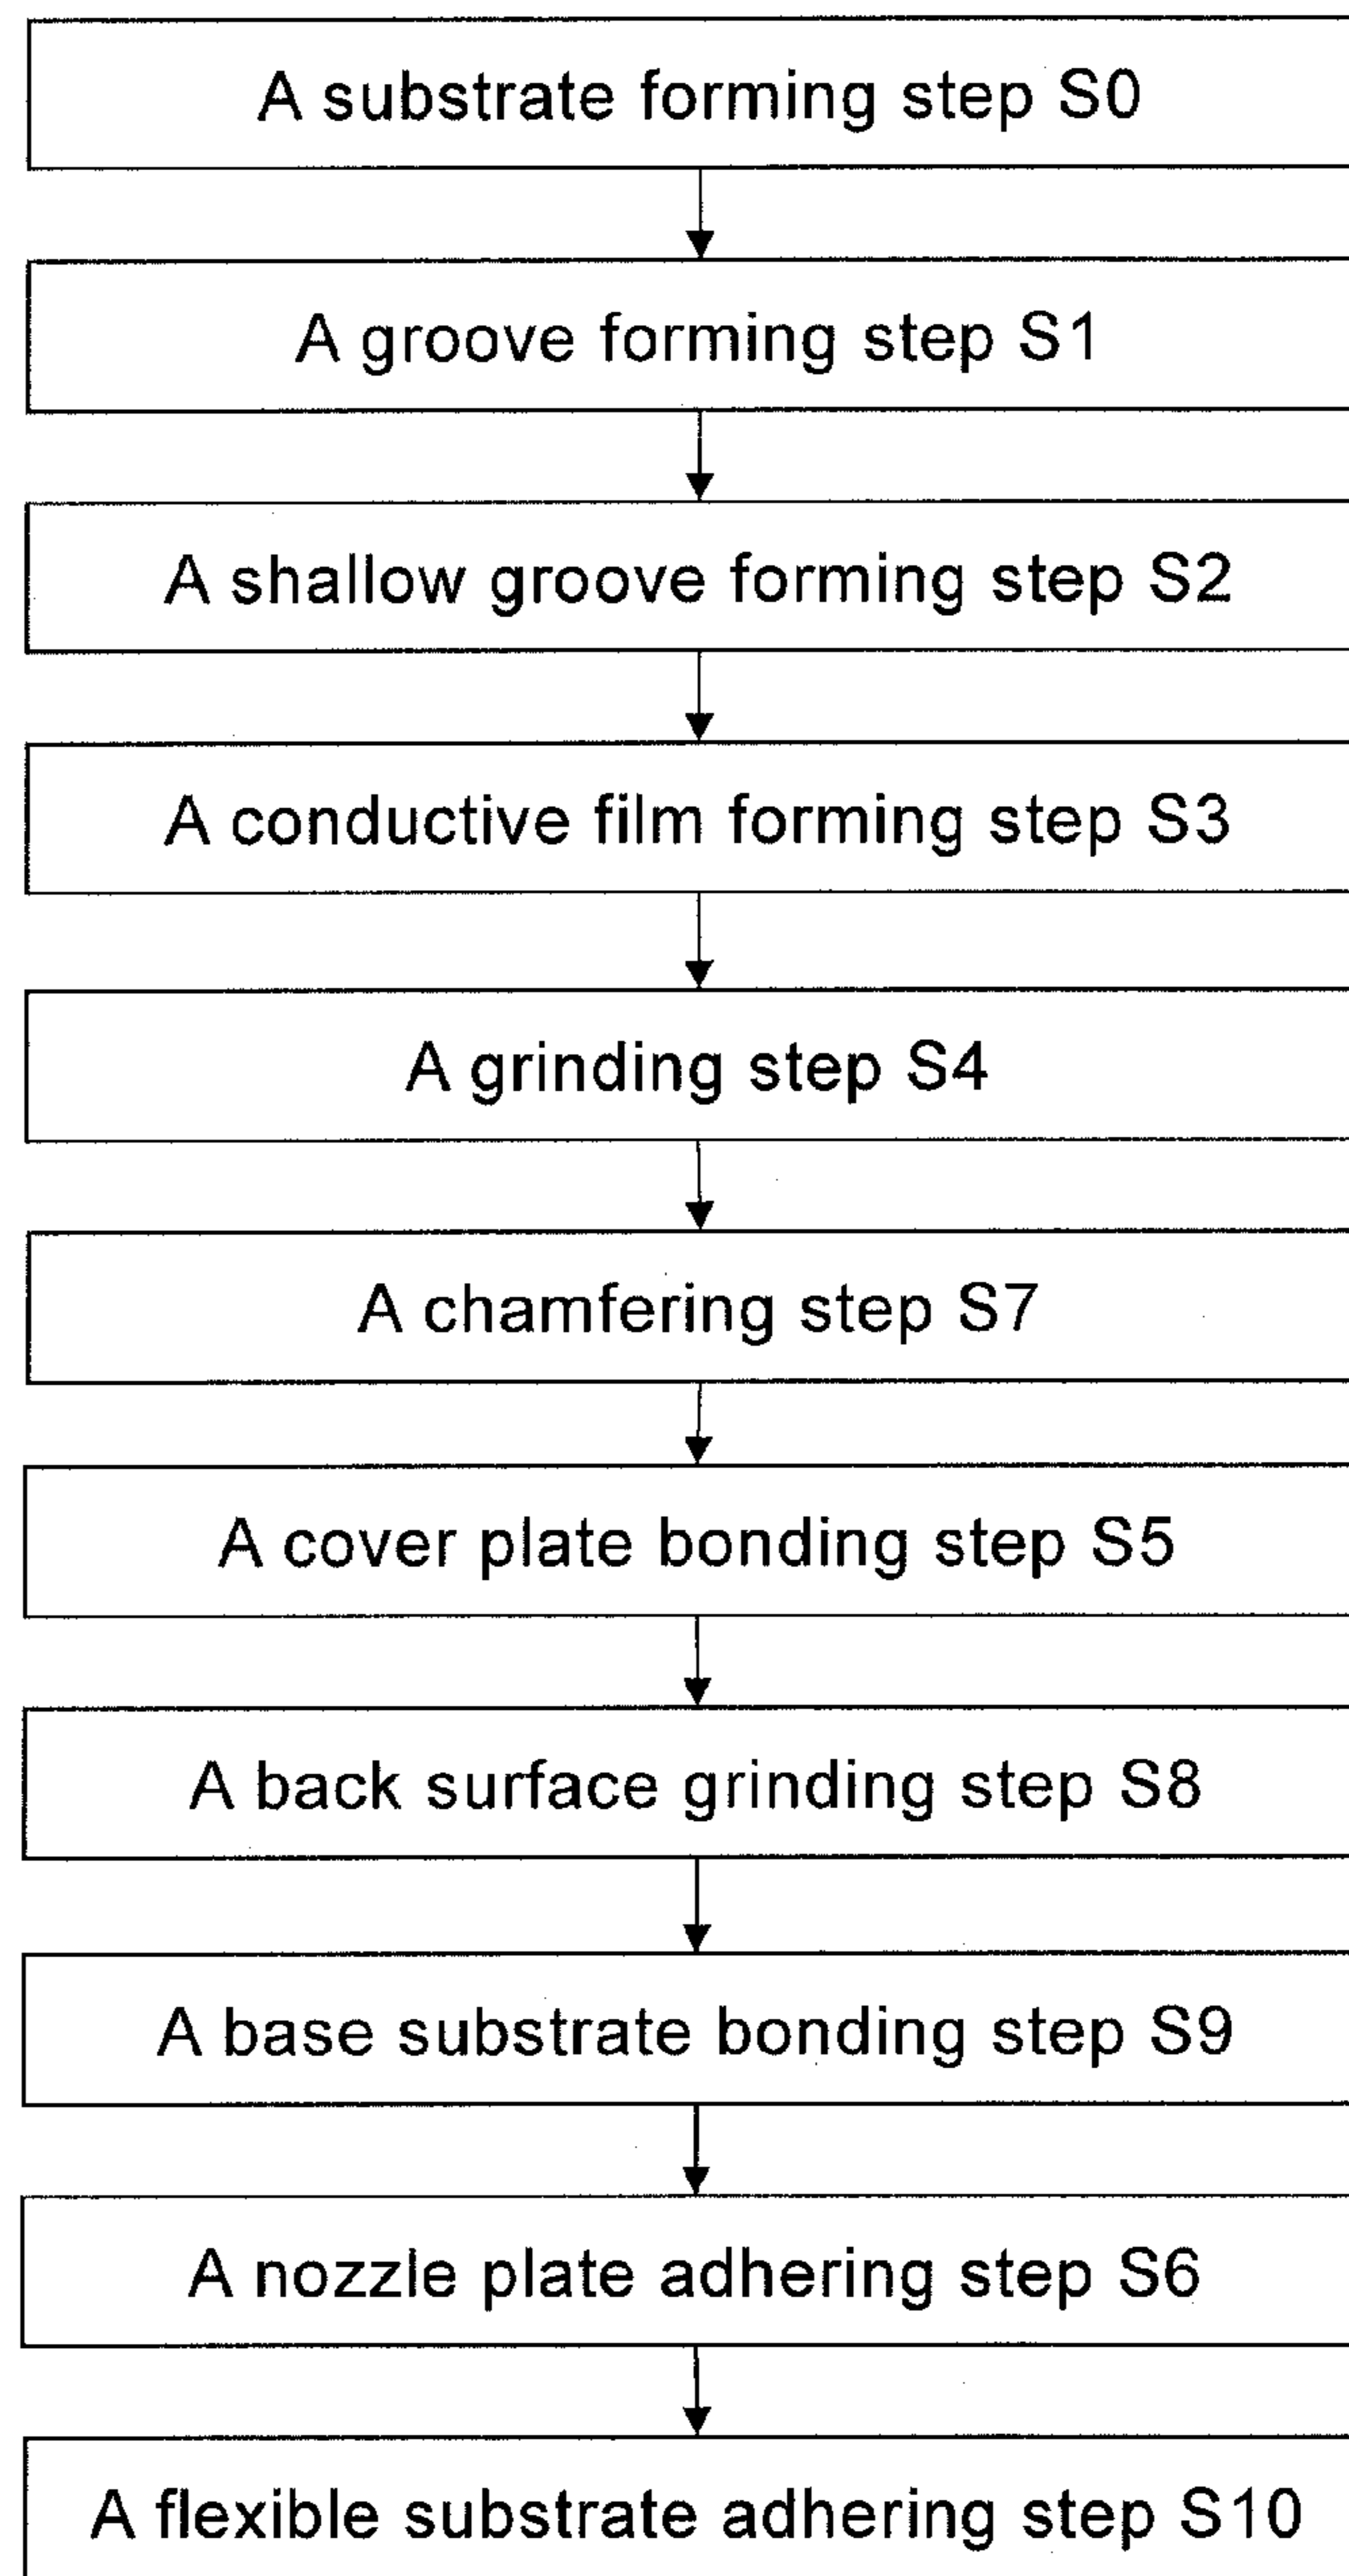 A substrate forming step S0
A groove forming step S1
A shallow groove forming step S2
A conductive film forming step S3
A grinding step S4
A chamfering step S7
A cover plate bonding step S5
A back surface grinding step S8
A base substrate bonding step S9
A nozzle plate adhering step S6
A flexible substrate adhering step S10